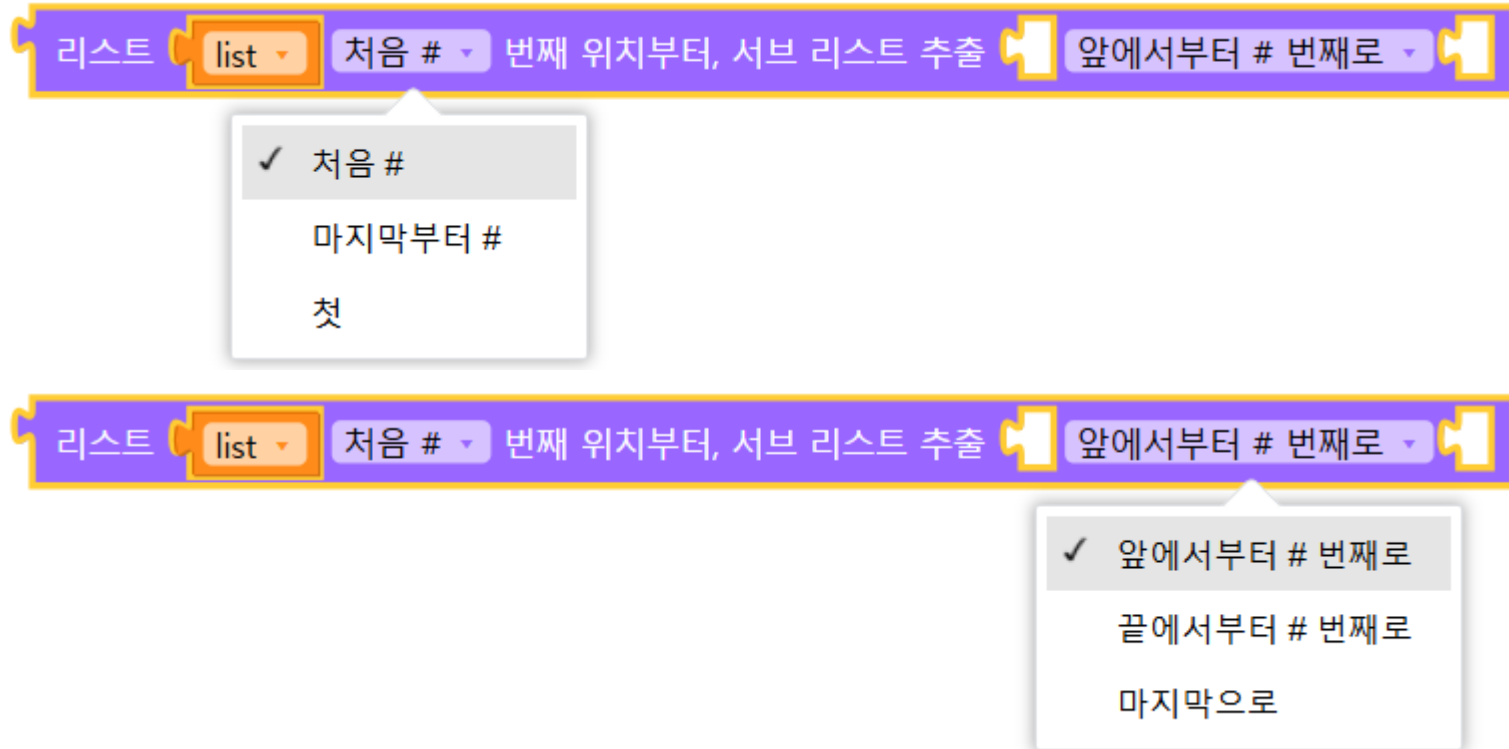 리스트 list 처음 # 번째 위치부터, 서브 리스트 추출 앞에서부터 # 번째로
✓ 처음 #
마지막부터 #
첫
리스트 list 처음 # 번째 위치부터, 서브 리스트 추출 앞에서부터 # 번째로
✓ 앞에서부터 # 번째로
끝에서부터 # 번째로
마지막으로